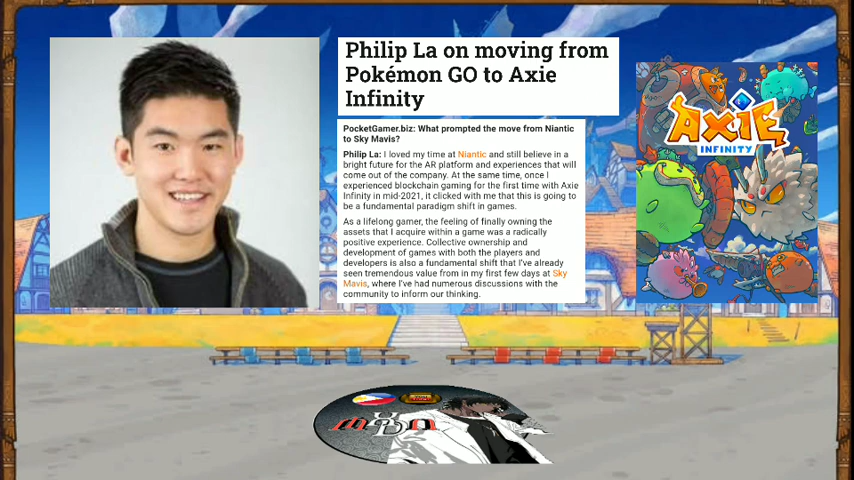 Philip La on moving from
Pokémon GO to Axie
Infinity
PocketGamer.biz: What prompted the move from Niantic
to Sky Mavis?
Philip La: I loved my time at Niantic and still believe in a
bright future for the AR platform and experiences that will
come out of the company. At the same time, once I
experienced blockchain gaming for the first time with Axie
Infinity in mid-2021, it clicked with me that this is going to
be a fundamental paradigm shift in games.
As a lifelong gamer, the feeling of finally owning the
assets that I acquire within a game was a radically
positive experience. Collective ownership and
development of games with both the players and
developers is also a fundamental shift that I've already
seen tremendous value from in my first few days at Sky
Mavis, where I've had numerous discussions with the
community to inform our thinking.
AXIE
INFINITY